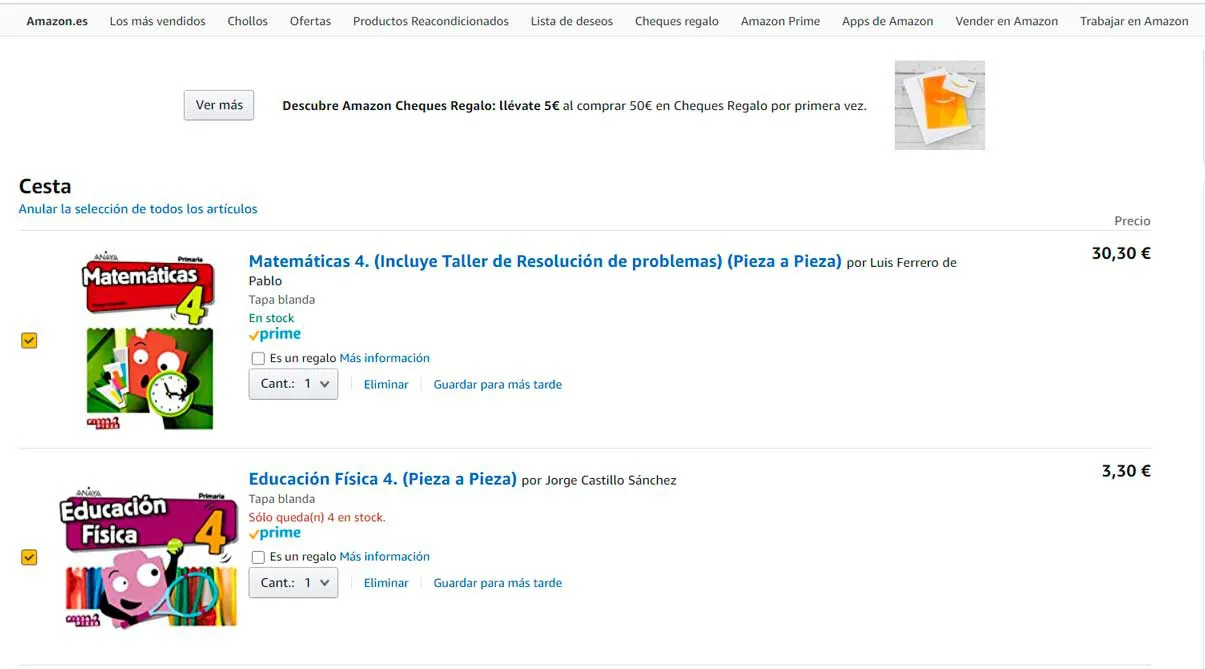 Amazon.es Los más vendidos Chollos Ofertas Productos Reacondicionados Lista de deseos Cheques regalo Amazon Prime Apps de Amazon Vender en Amazon Trabajar en Amazon
Ver más Descubre Amazon Cheques Regalo: llévate 5€ al comprar 50€ en Cheques Regalo por primera vez.
Cesta
Anular la selección de todos los artículos
Precio
ANAYA
Primaria
Matemáticas
4
Matemáticas 4. (Incluye Taller de Resolución de problemas) (Pieza a Pieza) por Luis Ferrero de
Pablo
30,30 €
Tapa blanda
En stock
prime
Es un regalo Más información
Cant.: 1 Eliminar Guardar para más tarde
ANAYA
Primaria
Educación
Física
4
Educación Física 4. (Pieza a Pieza) por Jorge Castillo Sánchez
3,30 €
Tapa blanda
Sólo queda(n) 4 en stock.
prime
Es un regalo Más información
Cant.: 1 Eliminar Guardar para más tarde